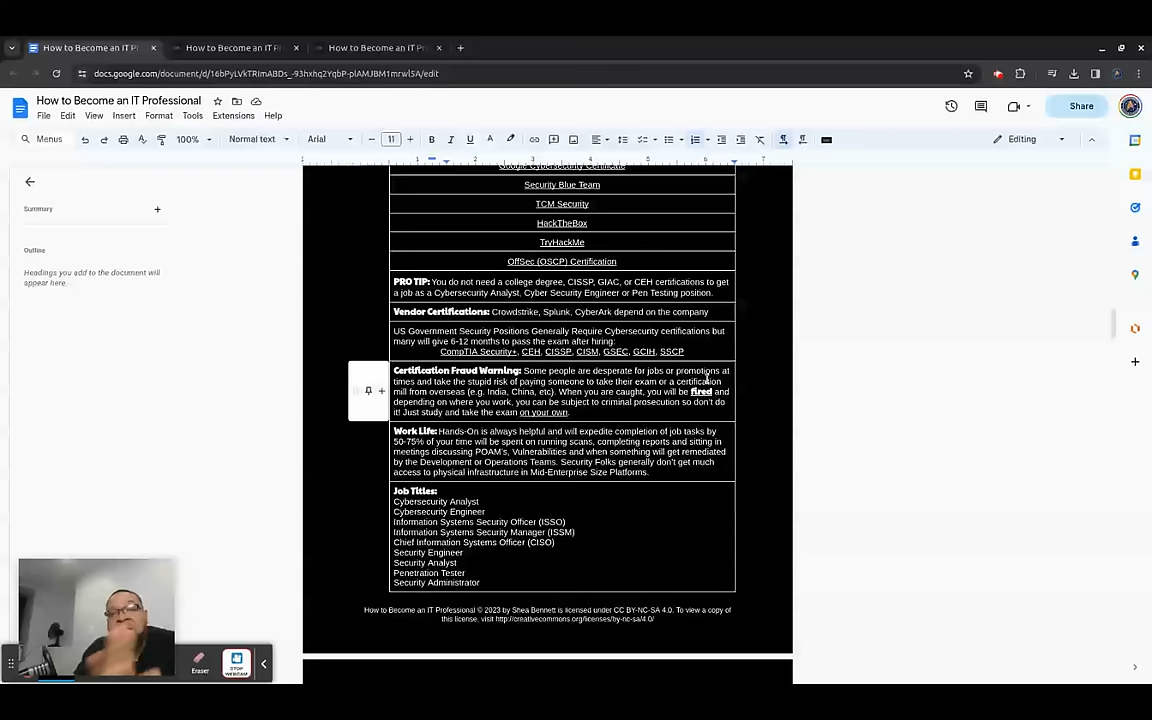 How to Become an IT P
How to Become an IT Pr
How to Become an IT Pr
docs.google.com/document/d/16bPyLVkTRImABDs_-93hxhq2YqbP-plAMJBM1mrwl5A/edit
How to Become an IT Professional
File Edit View Insert Format Tools Extensions Help
Share
Menus 100% Normal text Arial 11 Editing
1 1 2 3 4 5 6 7
Summary
Outline
Headings you add to the document will
appear here.
Google Cybersecurity Certificate
Security Blue Team
TCM Security
HackTheBox
TryHackMe
OffSec (OSCP) Certification
PRO TIP: You do not need a college degree, CISSP, GIAC, or CEH certifications to get
a job as a Cybersecurity Analyst, Cyber Security Engineer or Pen Testing position.
Vendor Certifications: Crowdstrike, Splunk, CyberArk depend on the company
US Government Security Positions Generally Require Cybersecurity certifications but
many will give 6-12 months to pass the exam after hiring:
CompTIA Security+, CEH, CISSP, CISM, GSEC, GCIH, SSCP
Certification Fraud Warning: Some people are desperate for jobs or promotions at
times and take the stupid risk of paying someone to take their exam or a certification
mill from overseas (e.g. India, China, etc). When you are caught, you will be fired and
depending on where you work, you can be subject to criminal prosecution so don't do
it! Just study and take the exam on your own.
Work Life: Hands-On is always helpful and will expedite completion of job tasks by
50-75% of your time will be spent on running scans, completing reports and sitting in
meetings discussing POAM's, Vulnerabilities and when something will get remediated
by the Development or Operations Teams. Security Folks generally don't get much
access to physical infrastructure in Mid-Enterprise Size Platforms.
Job Titles:
Cybersecurity Analyst
Cybersecurity Engineer
Information Systems Security Officer (ISSO)
Information Systems Security Manager (ISSM)
Chief Information Systems Officer (CISO)
Security Engineer
Security Analyst
Penetration Tester
Security Administrator
How to Become an IT Professional © 2023 by Shea Bennett is licensed under CC BY-NC-SA 4.0. To view a copy of
this license, visit http://creativecommons.org/licenses/by-nc-sa/4.0/
Eraser
STOP
WEBCAM